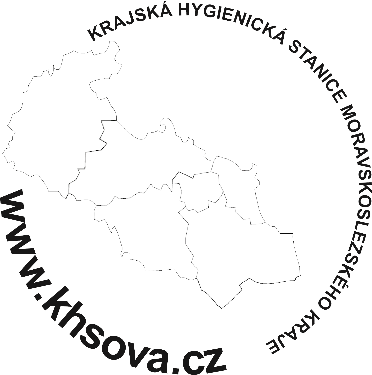 KRAJSKÁ HYGIENICKÁ STANICE MORAVSKOSLEZSKÉHO KRAJE
www.khsova.cz